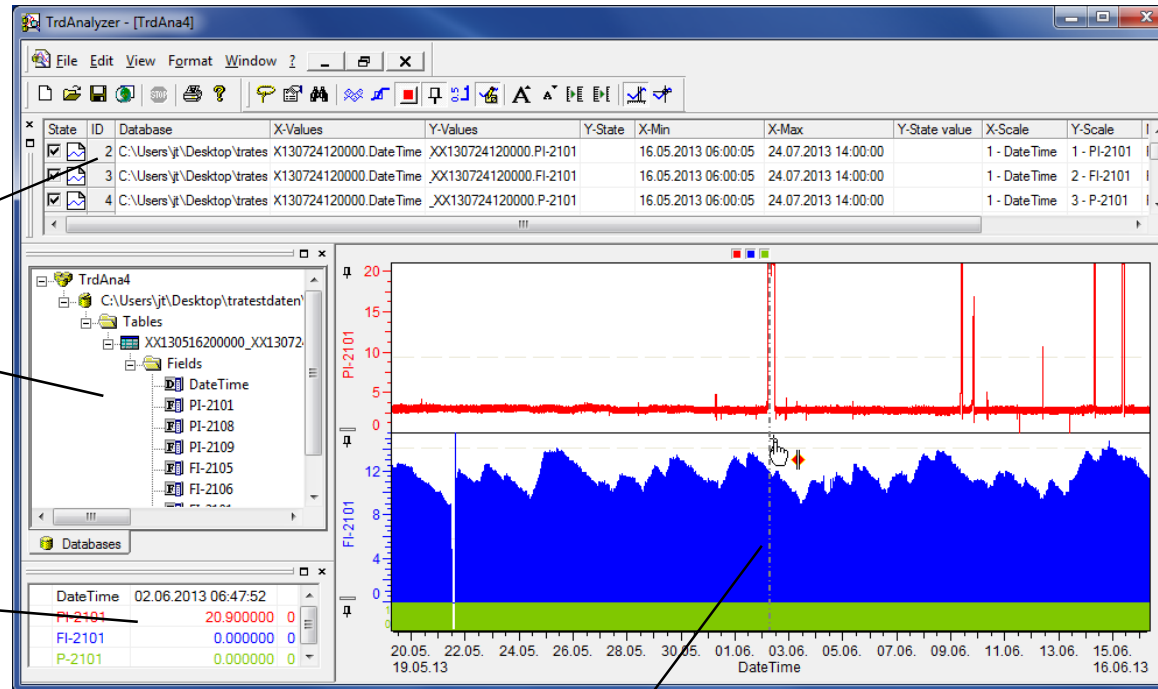 TrdAnalyzer - [TrdAna4]
File Edit View Format Window ?
State ID Database X-Values Y-Values Y-State X-Min X-Max Y-State value X-Scale Y-Scale
2 C:\Users\jt\Desktop\trates X130724120000.DateTime _XX130724120000.PI-2101 16.05.2013 06:00:05 24.07.2013 14:00:00 1 - DateTime 1 - PI-2101
3 C:\Users\jt\Desktop\trates X130724120000.DateTime _XX130724120000.FI-2101 16.05.2013 06:00:05 24.07.2013 14:00:00 1 - DateTime 2 - FI-2101
4 C:\Users\jt\Desktop\trates X130724120000.DateTime _XX130724120000.P-2101 16.05.2013 06:00:05 24.07.2013 14:00:00 1 - DateTime 3 - P-2101
TrdAna4
C:\Users\jt\Desktop\tratestdaten\
Tables
XX130516200000_XX13072
Fields
DateTime
PI-2101
PI-2108
PI-2109
FI-2105
FI-2106
Databases
DateTime 02.06.2013 06:47:52
PI-2101 20.900000 0
FI-2101 0.000000 0
P-2101 0.000000 0
PI-2101
20
15
10
5
0
FI-2101
12
8
4
0
1
0
20.05. 22.05. 24.05. 26.05. 28.05. 30.05. 01.06. 03.06. 05.06. 07.06. 09.06. 11.06. 13.06. 15.06.
19.05.13 DateTime 16.06.13